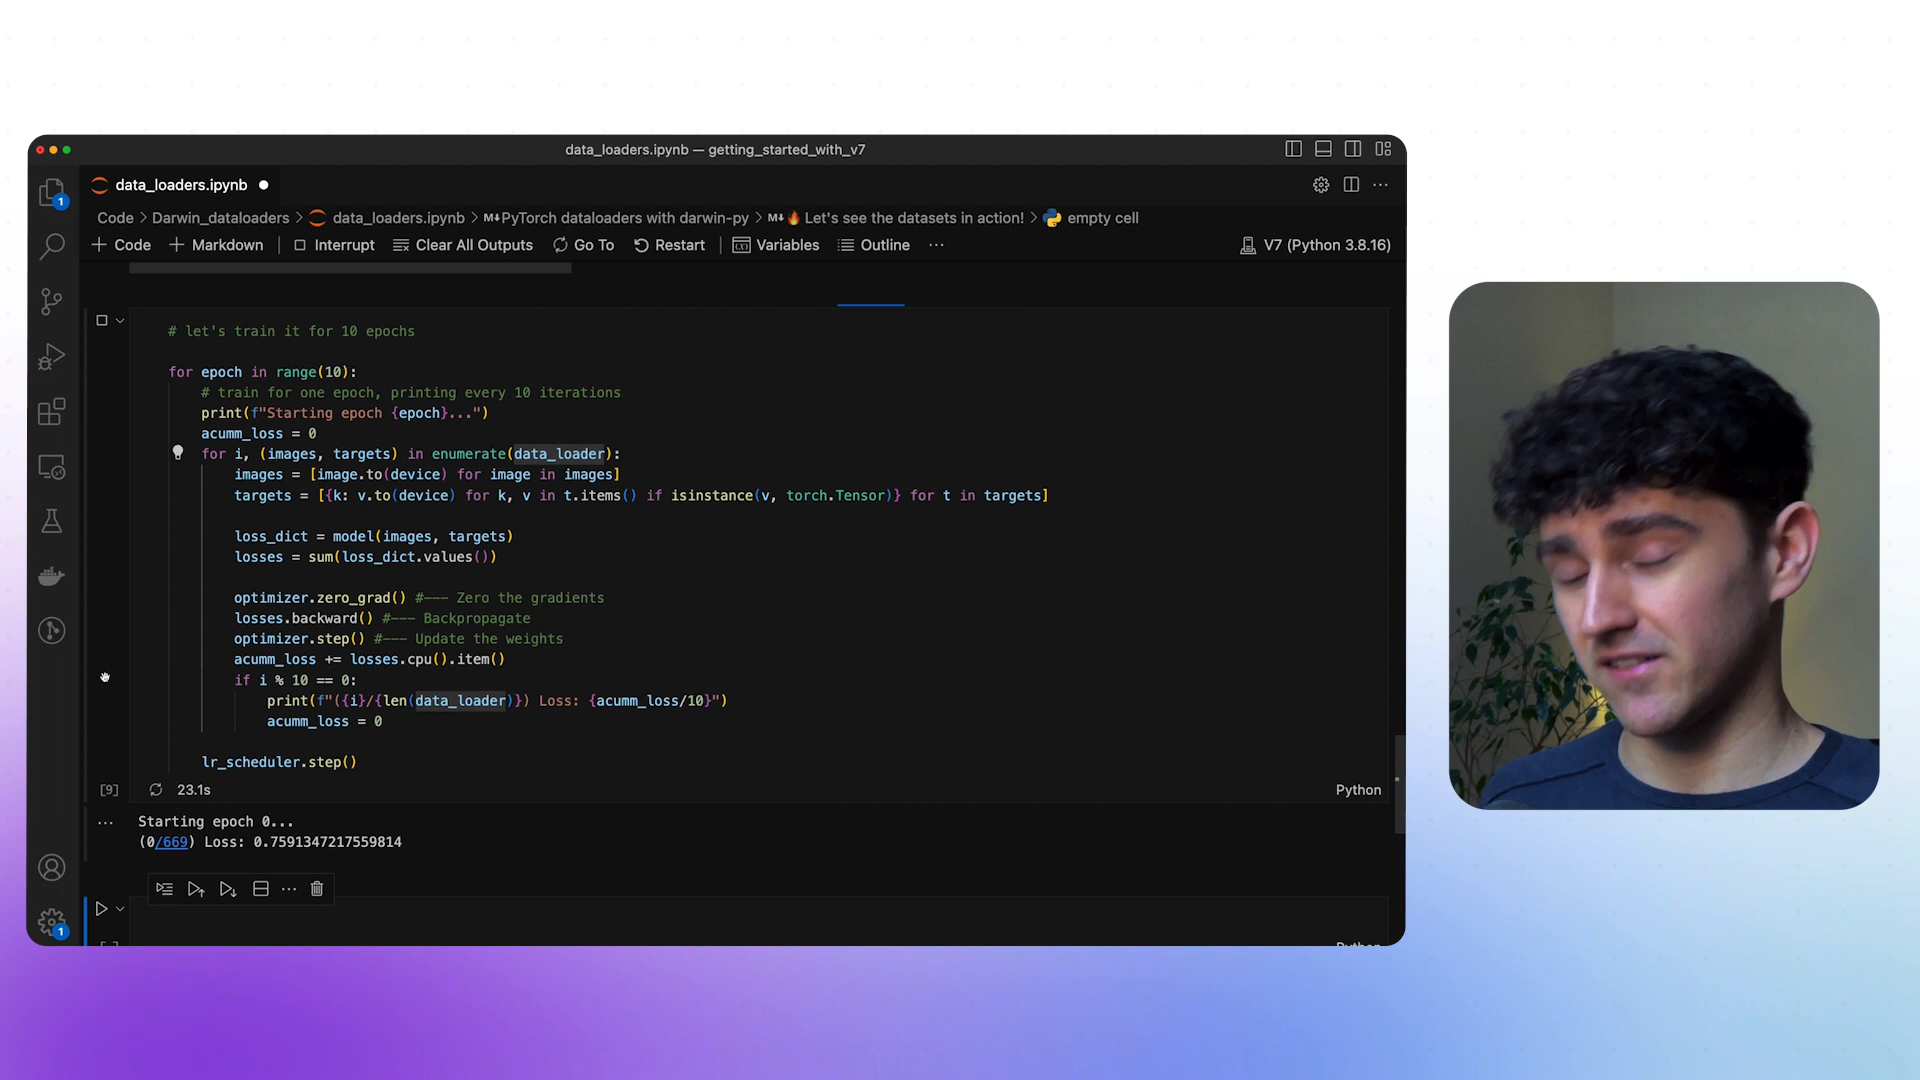 data_loaders.ipynb — getting_started_with_v7
data_loaders.ipynb
1
Code > Darwin_dataloaders > data_loaders.ipynb > M↓PyTorch dataloaders with darwin-py > M↓🔥 Let's see the datasets in action! > empty cell
+ Code + Markdown | Interrupt Clear All Outputs Go To Restart | Variables Outline ... V7 (Python 3.8.16)
# let's train it for 10 epochs
for epoch in range(10):
# train for one epoch, printing every 10 iterations
print(f"Starting epoch {epoch}...")
acumm_loss = 0
for i, (images, targets) in enumerate(data_loader):
images = [image.to(device) for image in images]
targets = [{k: v.to(device) for k, v in t.items() if isinstance(v, torch.Tensor)} for t in targets]
loss_dict = model(images, targets)
losses = sum(loss_dict.values())
optimizer.zero_grad() #——— Zero the gradients
losses.backward() #——— Backpropagate
optimizer.step() #——— Update the weights
acumm_loss += losses.cpu().item()
if i % 10 == 0:
print(f"({i}/{len(data_loader)}) Loss: {acumm_loss/10}")
acumm_loss = 0
lr_scheduler.step()
[9] 23.1s Python
... Starting epoch 0...
(0/669) Loss: 0.7591347217559814
1
Python